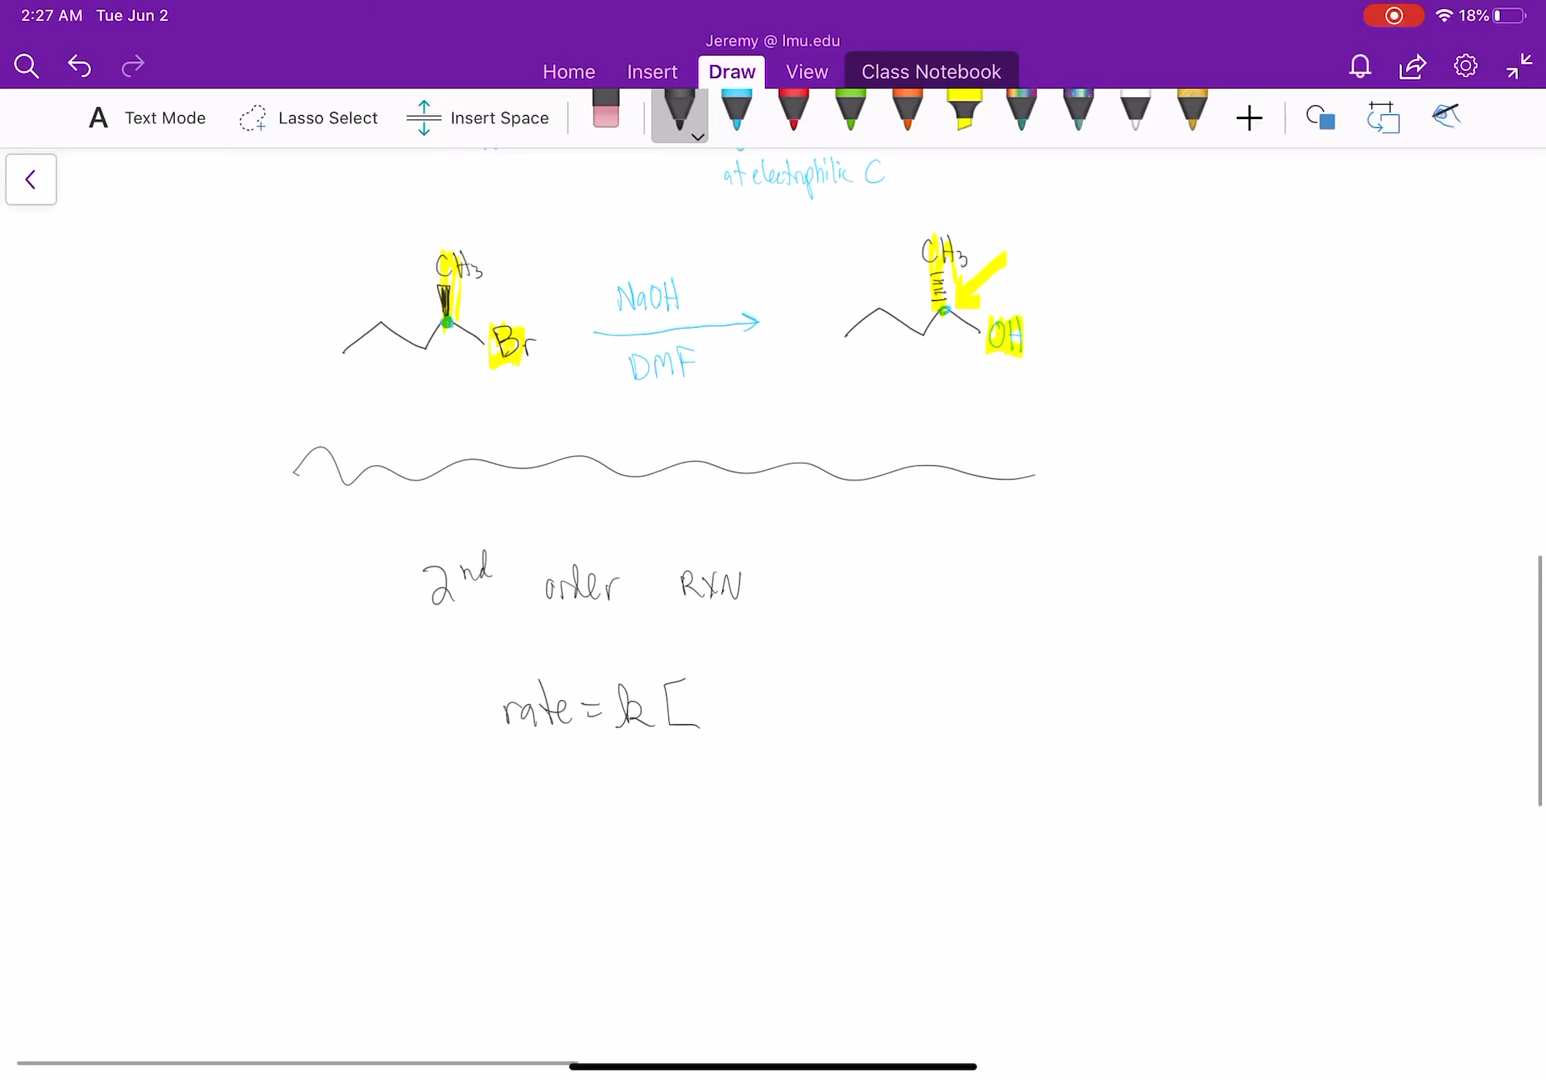 2:27 AM Tue Jun 2
18%
Jeremy @ lmu.edu
Home Insert Draw View Class Notebook
A Text Mode Lasso Select Insert Space
at electrophilic C
CH₃
CH₃
NaOH
Br
OH
DMF
2nd order RXN
rate = k [